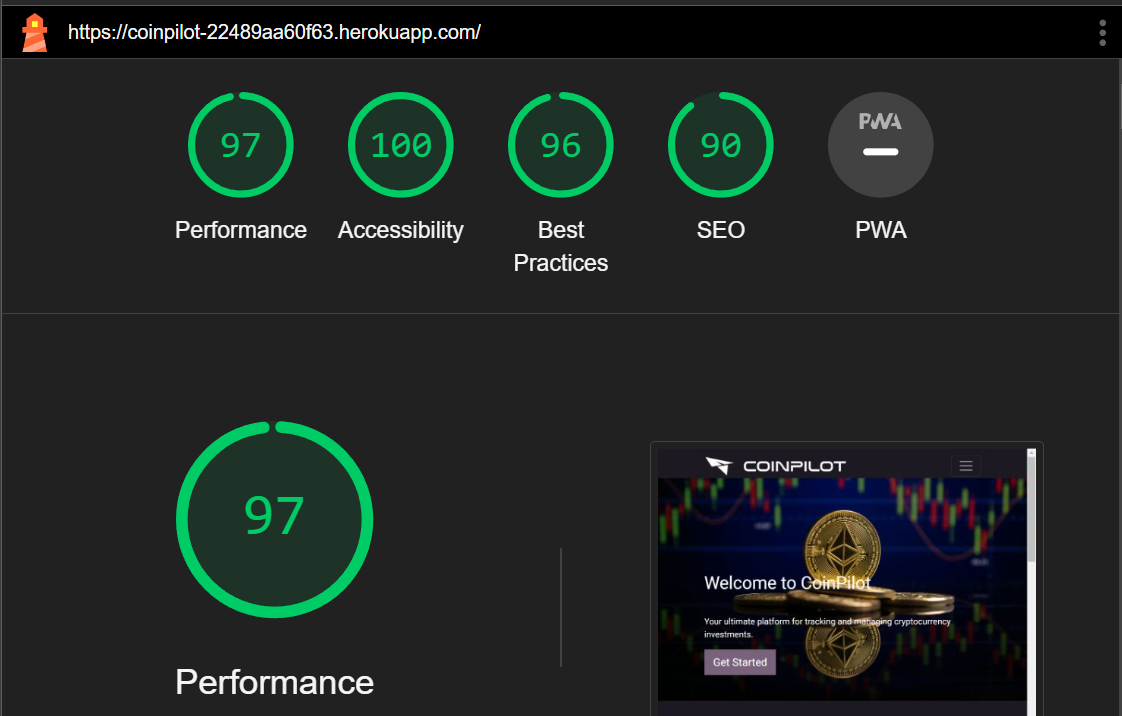 https://coinpilot-22489aa60f63.herokuapp.com/
97
100
96
90
PWA
Performance
Accessibility
Best
Practices
SEO
PWA
97
Performance
COINPILOT
Welcome to CoinPilot
Your ultimate platform for tracking and managing cryptocurrency
investments.
Get Started